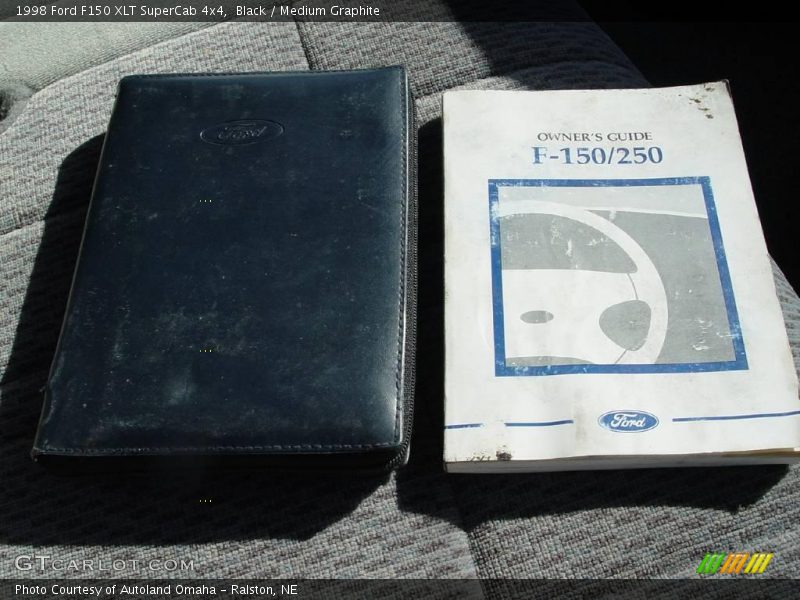 1998 Ford F150 XLT SuperCab 4x4, Black / Medium Graphite
Ford
OWNER'S GUIDE
F-150/250
Ford
GTCARLOT.COM
Photo Courtesy of Autoland Omaha - Ralston, NE